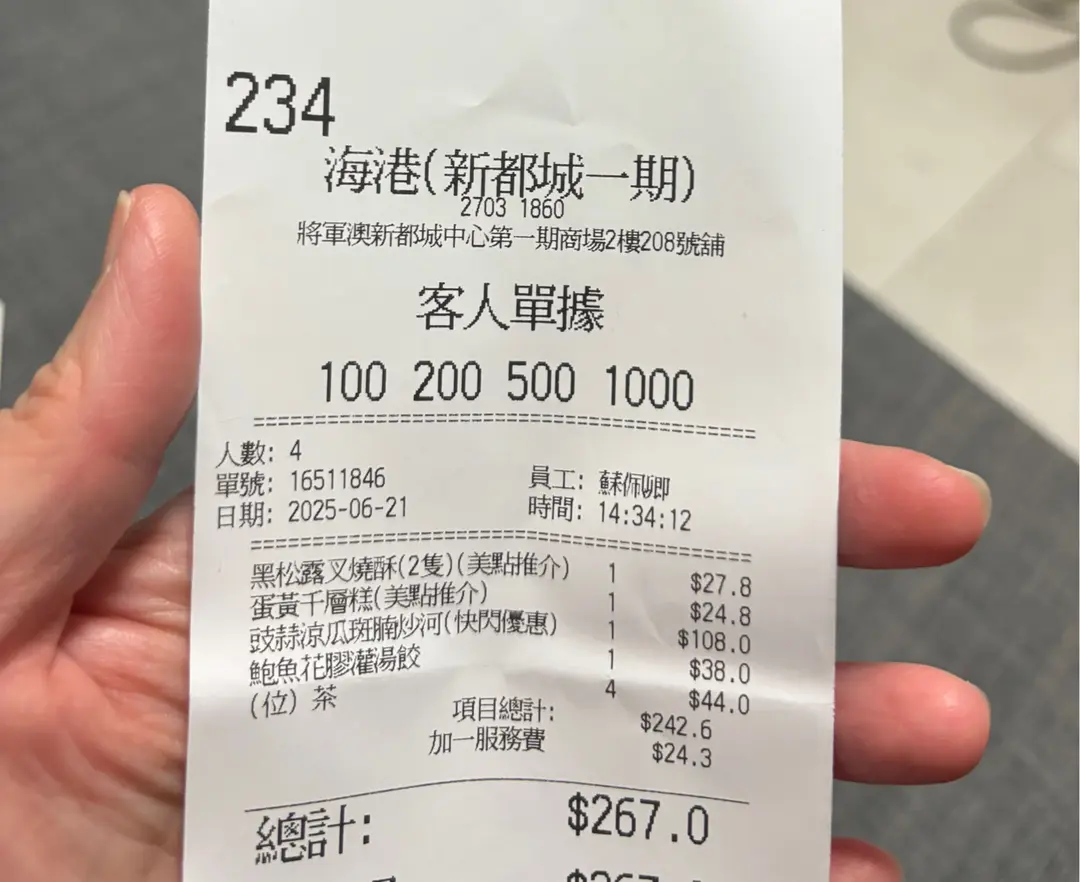 234
海港(新都城一期)
2703 1860
將軍澳新都城中心第一期商場2樓208號舖
客人單據
100 200 500 1000
人數: 4
單號: 16511846 員工: 蘇佩卿
日期: 2025-06-21 時間: 14:34:12
黑松露叉燒酥(2隻)(美點推介) 1 $27.8
蛋黃千層糕(美點推介) 1 $24.8
豉蒜涼瓜斑腩炒河(快閃優惠) 1 $108.0
鮑魚花膠灌湯餃 1 $38.0
(位) 茶 4 $44.0
項目總計: $242.6
加一服務費 $24.3
總計: $267.0